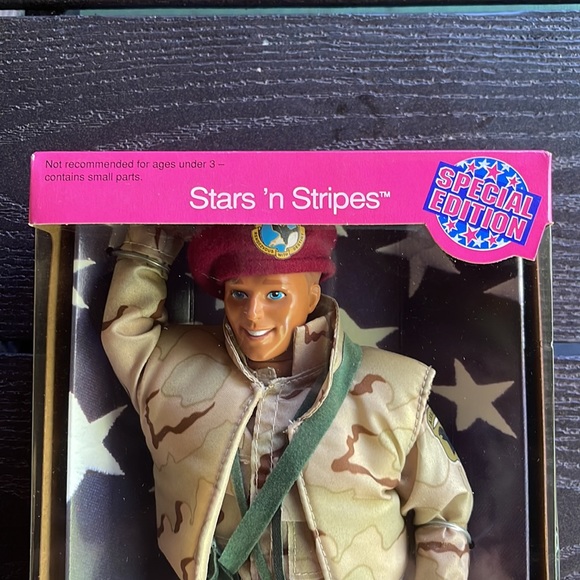 Not recommended for ages under 3 –
contains small parts.
Stars 'n Stripes™
SPECIAL
EDITION